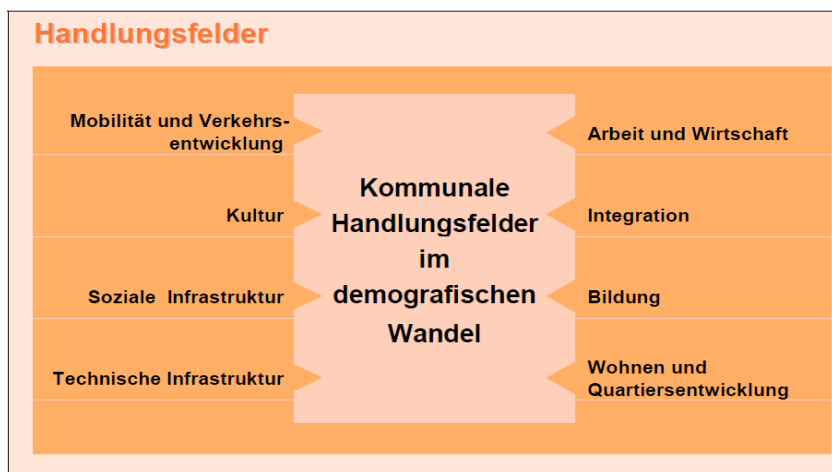 Handlungsfelder
Mobilität und Verkehrs-
entwicklung
Kultur
Soziale Infrastruktur
Technische Infrastruktur
Kommunale
Handlungsfelder
im
demografischen
Wandel
Arbeit und Wirtschaft
Integration
Bildung
Wohnen und
Quartiersentwicklung